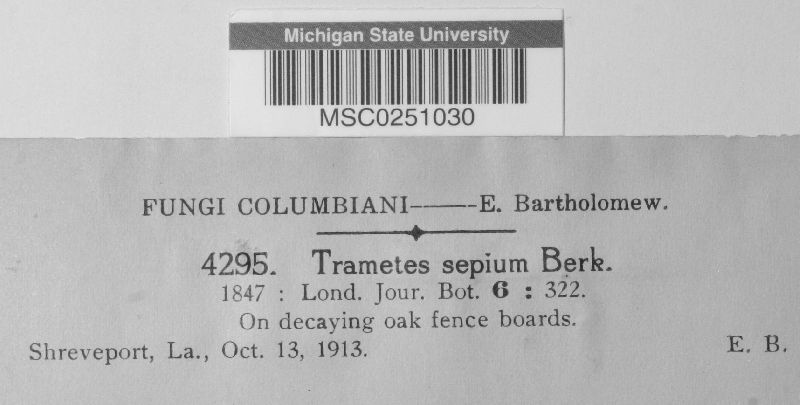 Michigan State University
MSC0251030
FUNGI COLUMBIANI——E. Bartholomew.
4295. Trametes sepium Berk.
1847 : Lond. Jour. Bot. 6 : 322.
On decaying oak fence boards.
Shreveport, La., Oct. 13, 1913. E. B.